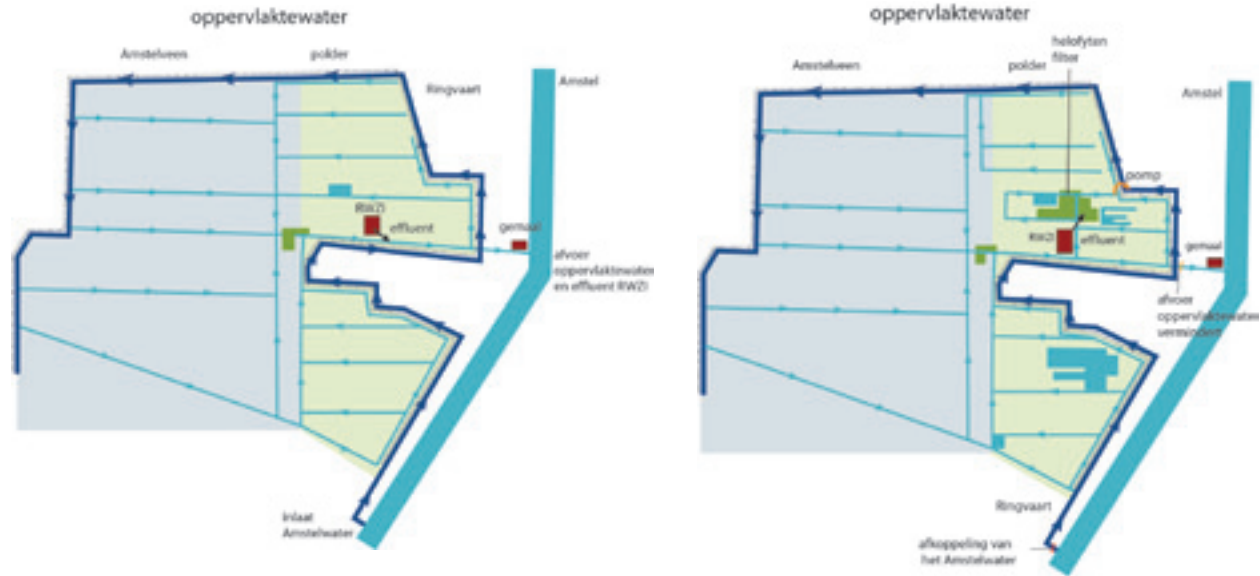 oppervlaktewater
Amstelveen
polder
Ringvaart
Amstel
RWZI
effluent
gemaal
afvoer
oppervlaktewater
en effluent RWZI
Inlaat
Amstelwater
oppervlaktewater
helofyten
filter
Amstelveen
polder
Amstel
pomp
RWZI
effluent
gemaal
afvoer
oppervlaktewater
vermindert
Ringvaart
afkoppeling van
het Amstelwater